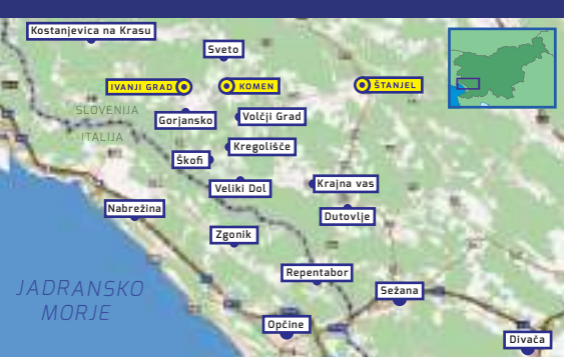 Kostanjevica na Krasu
Sveto
IVANJI GRAD
KOMEN
ŠTANJEL
SLOVENIJA
ITALIJA
Gorjansko
Volčji Grad
Kregolišče
Škofi
Veliki Dol
Krajna vas
Nabrežina
Dutovlje
Zgonik
Repentabor
JADRANSKO
MORJE
Sežana
Opčine
Divača